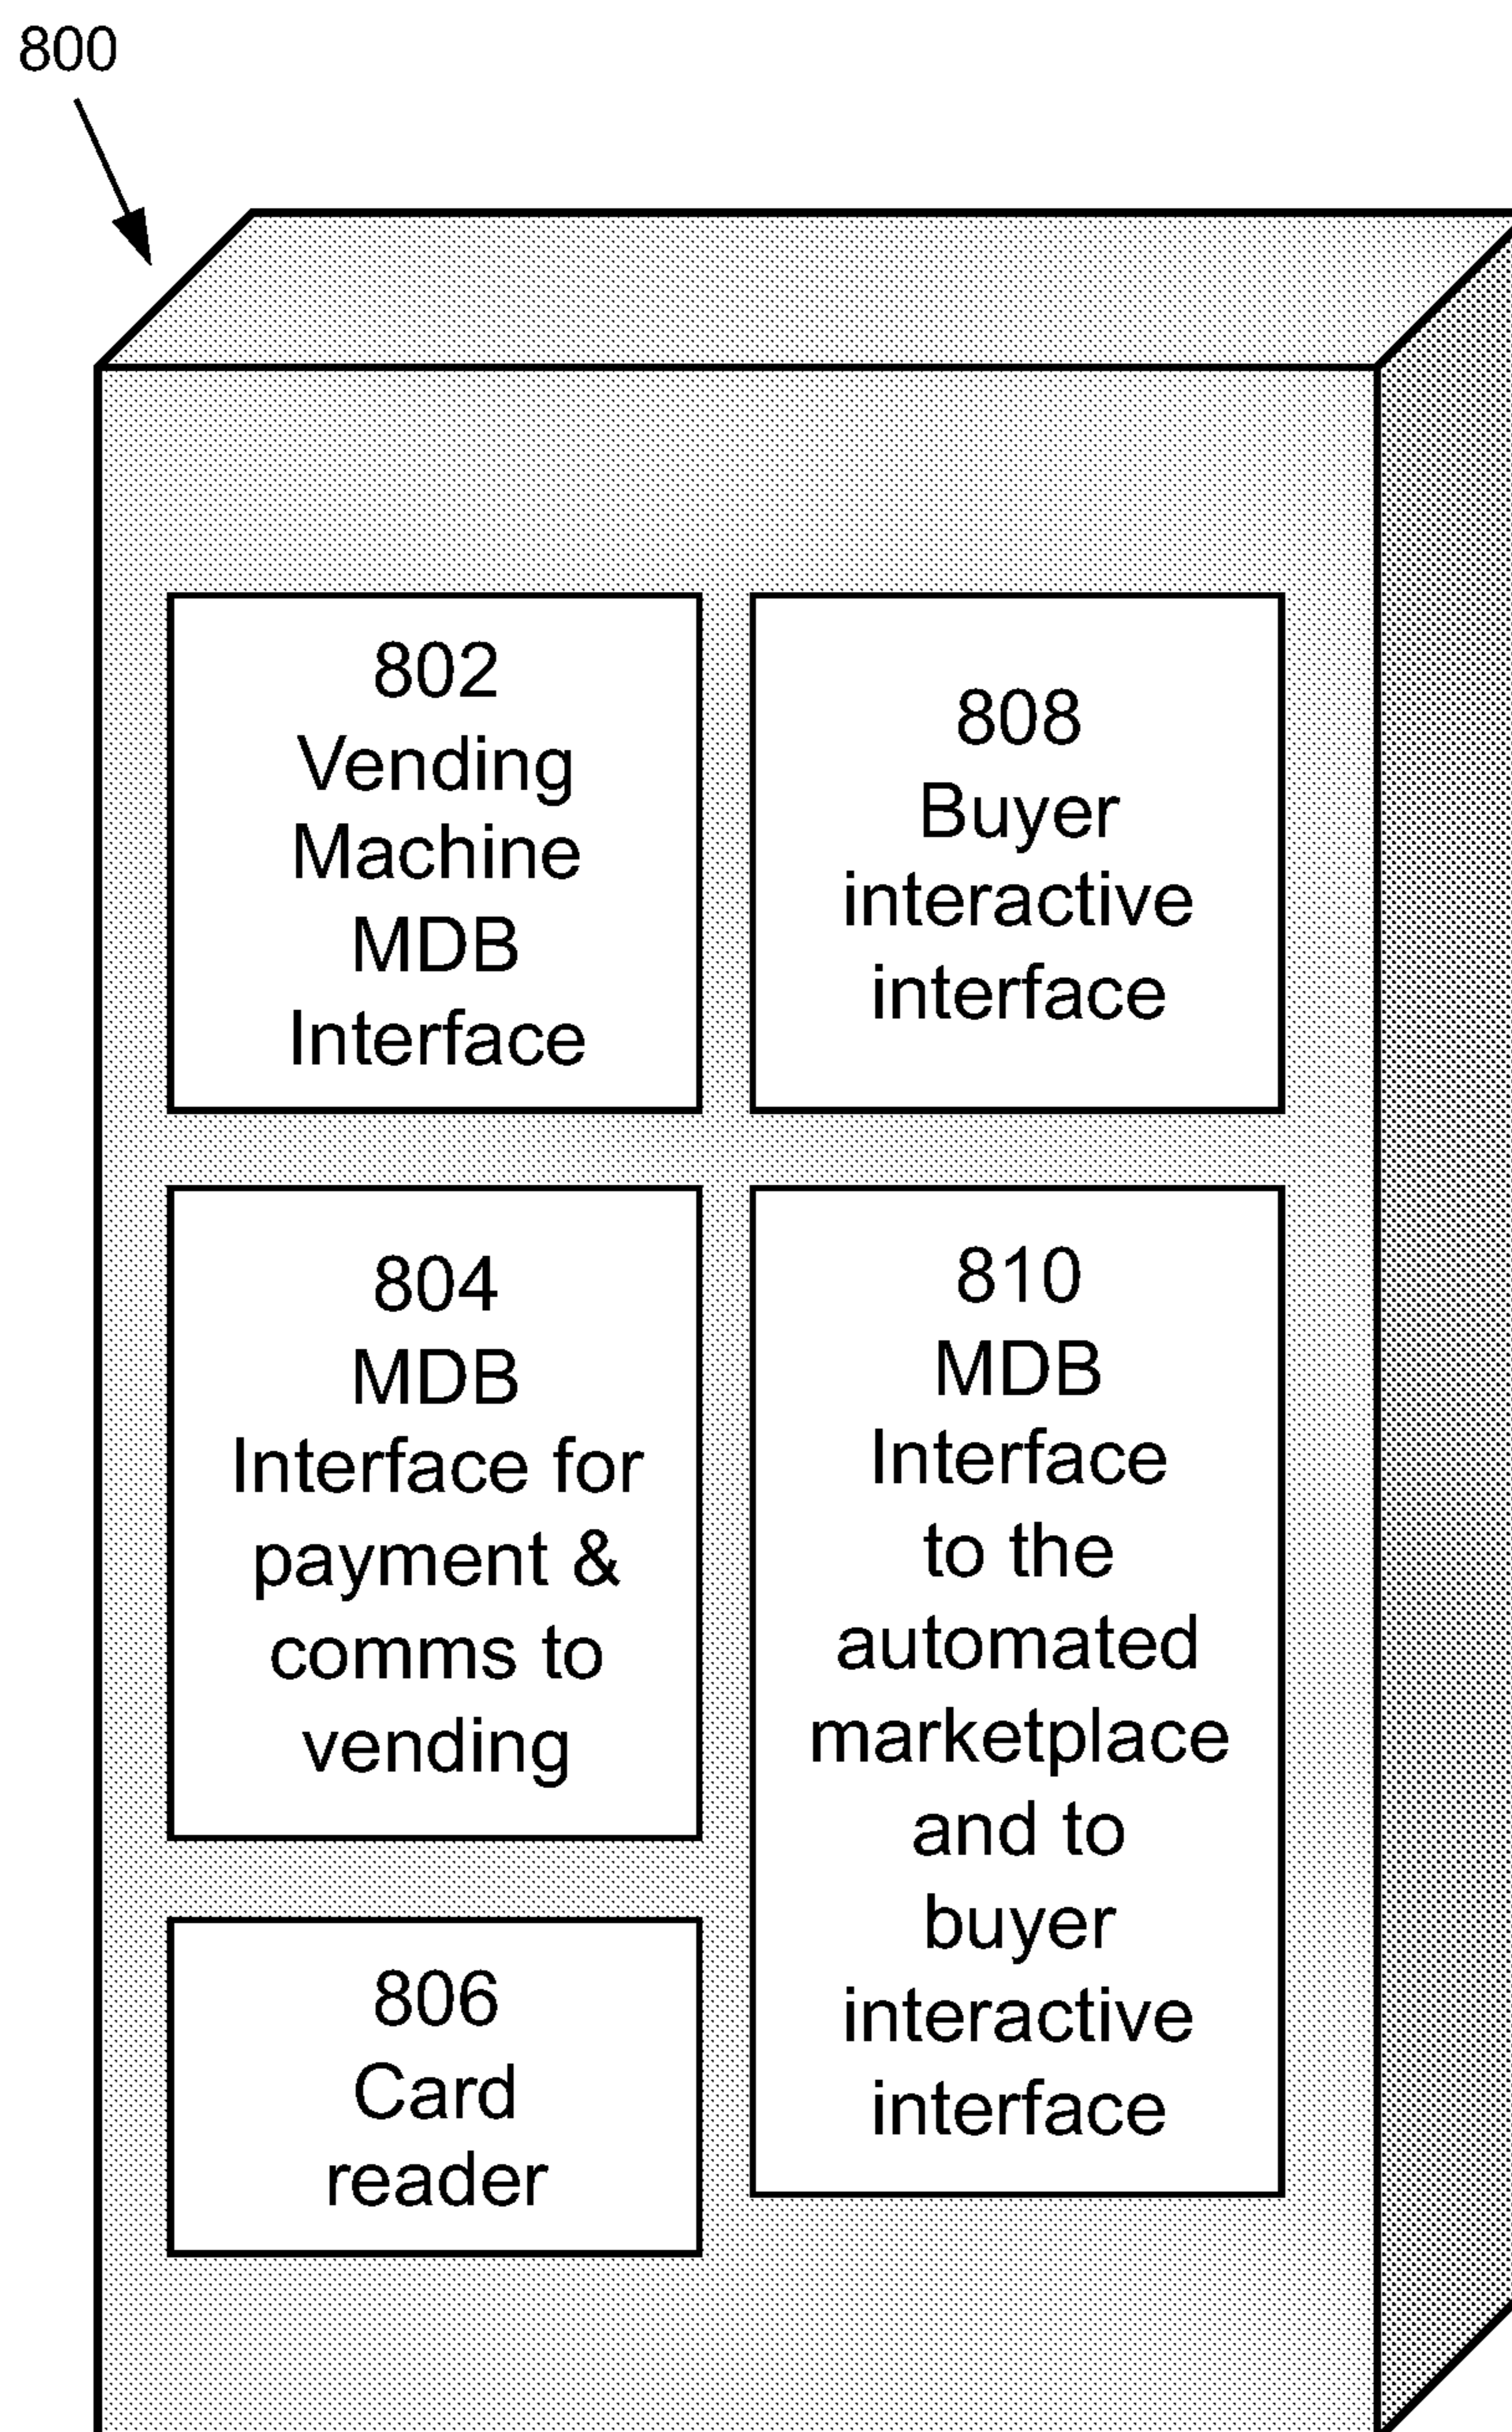 800
802
Vending
Machine
MDB
Interface
804
MDB
Interface for
payment &
comms to
vending
806
Card
reader
808
Buyer
interactive
interface
810
MDB
Interface
to the
automated
marketplace
and to
buyer
interactive
interface